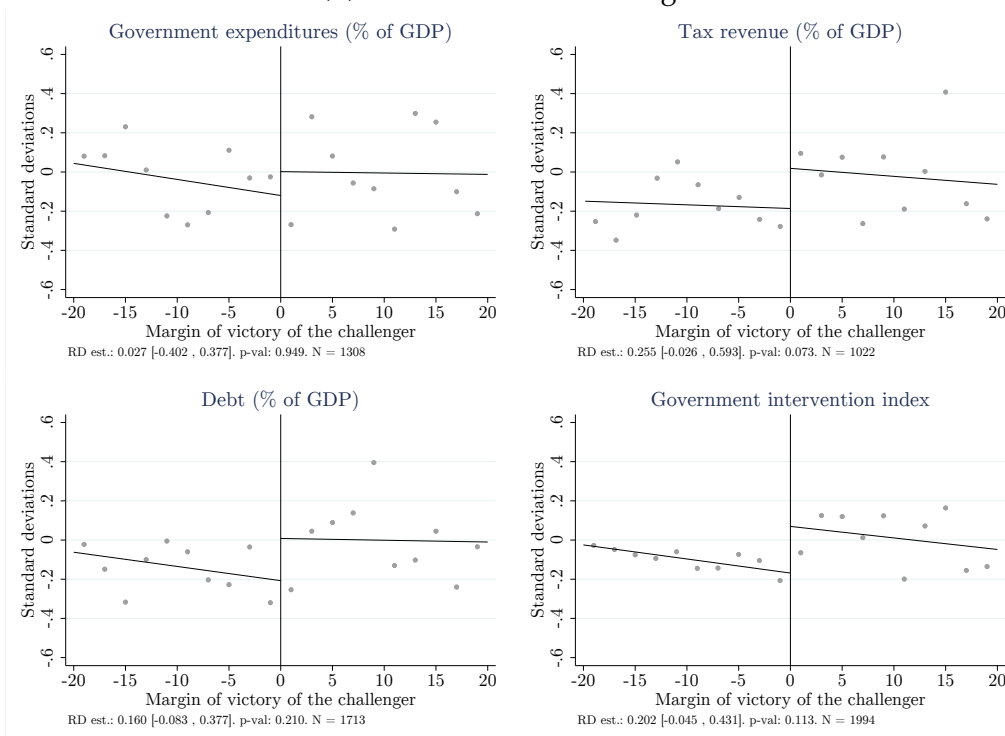 Government expenditures (% of GDP)
Standard deviations
.6
.4
.2
0
-.2
-.4
-.6
-20 -15 -10 -5 0 5 10 15 20
Margin of victory of the challenger
RD est.: 0.027 [-0.402 , 0.377]. p-val: 0.949. N = 1308
Tax revenue (% of GDP)
Standard deviations
.6
.4
.2
0
-.2
-.4
-.6
-20 -15 -10 -5 0 5 10 15 20
Margin of victory of the challenger
RD est.: 0.255 [-0.026 , 0.593]. p-val: 0.073. N = 1022
Debt (% of GDP)
Standard deviations
.6
.4
.2
0
-.2
-.4
-.6
-20 -15 -10 -5 0 5 10 15 20
Margin of victory of the challenger
RD est.: 0.160 [-0.083 , 0.377]. p-val: 0.210. N = 1713
Government intervention index
Standard deviations
.6
.4
.2
0
-.2
-.4
-.6
-20 -15 -10 -5 0 5 10 15 20
Margin of victory of the challenger
RD est.: 0.202 [-0.045 , 0.431]. p-val: 0.113. N = 1994